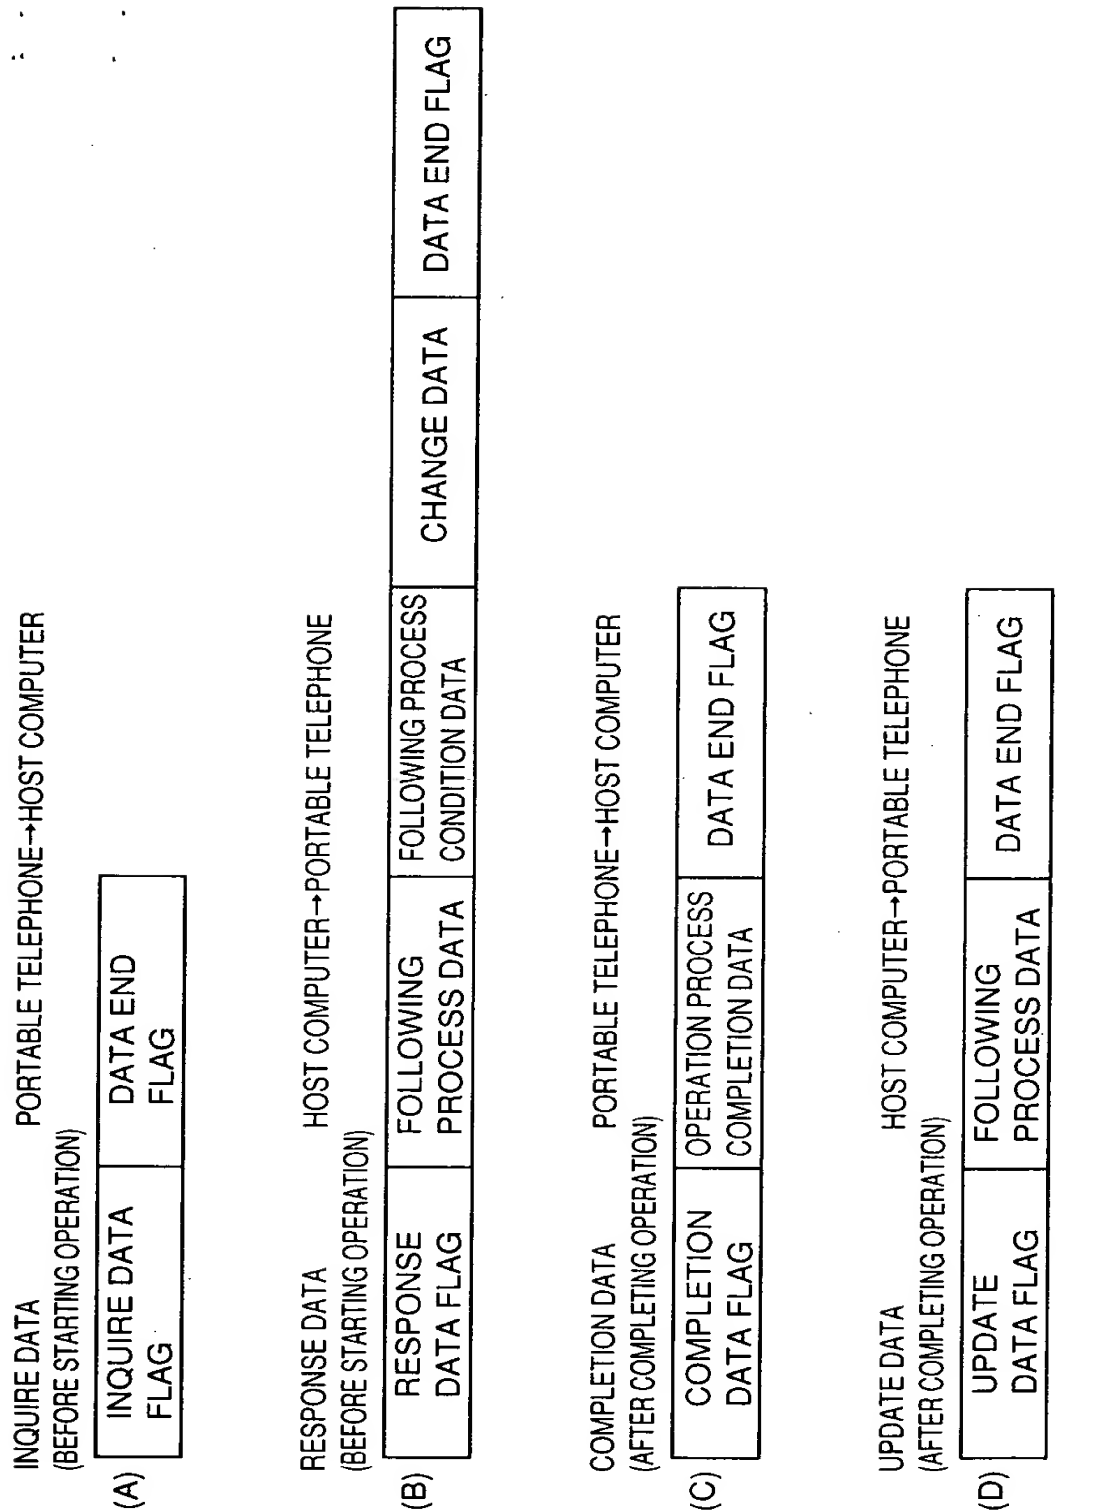 INQUIRE DATA PORTABLE TELEPHONE→HOST COMPUTER
(BEFORE STARTING OPERATION)
(A)
INQUIRE DATA
FLAG
DATA END
FLAG
RESPONSE DATA HOST COMPUTER→PORTABLE TELEPHONE
(BEFORE STARTING OPERATION)
(B)
RESPONSE
DATA FLAG
FOLLOWING
PROCESS DATA
FOLLOWING PROCESS
CONDITION DATA
CHANGE DATA
DATA END FLAG
COMPLETION DATA PORTABLE TELEPHONE→HOST COMPUTER
(AFTER COMPLETING OPERATION)
(C)
COMPLETION
DATA FLAG
OPERATION PROCESS
COMPLETION DATA
DATA END FLAG
UPDATE DATA HOST COMPUTER→PORTABLE TELEPHONE
(AFTER COMPLETING OPERATION)
(D)
UPDATE
DATA FLAG
FOLLOWING
PROCESS DATA
DATA END FLAG